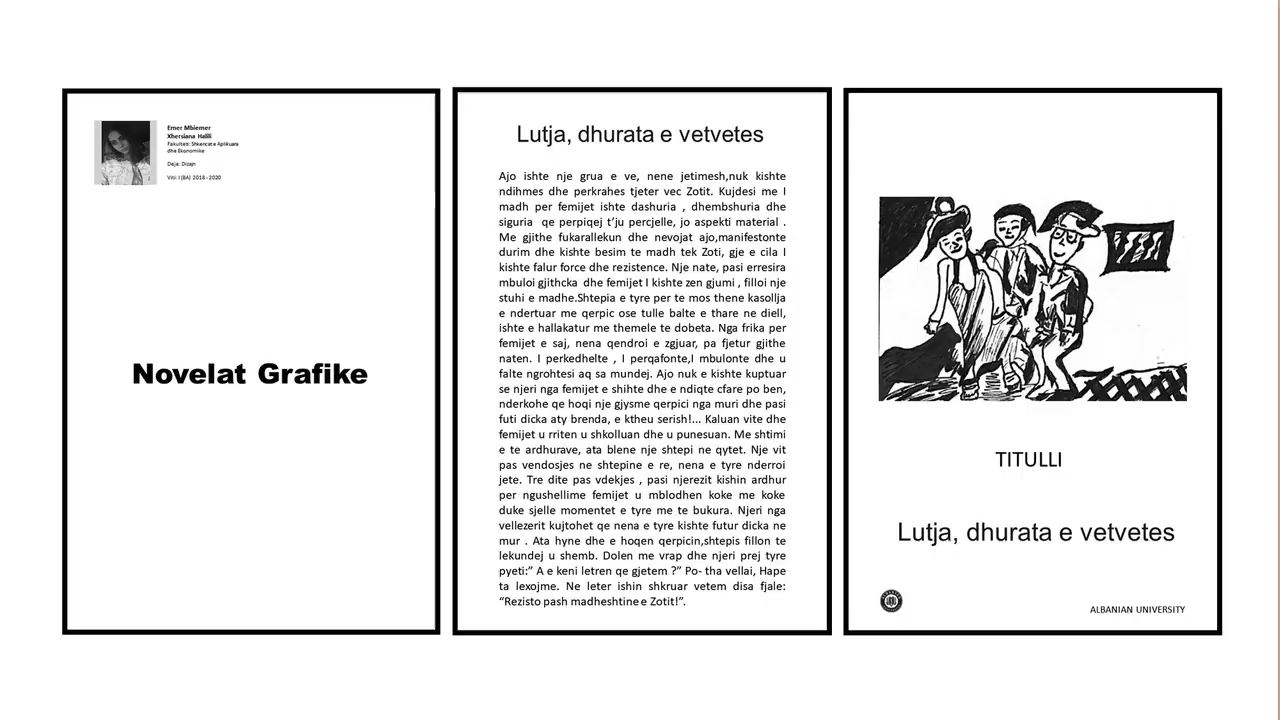 Emer Mbiemer
Xhersiana Halili
Fakulteti: Shkencat e Aplikuara
dhe Ekonomike
Dega: Dizajn
Viti: I (BA) 2018 - 2020
Novelat Grafike
Lutja, dhurata e vetvetes
Ajo ishte nje grua e ve, nene jetimesh,nuk kishte
ndihmes dhe perkrahes tjeter vec Zotit. Kujdesi me I
madh per femijet ishte dashuria , dhembshuria dhe
siguria qe perpiqej t’ju percjelle, jo aspekti material .
Me gjithe fukarallekun dhe nevojat ajo,manifestonte
durim dhe kishte besim te madh tek Zoti, gje e cila I
kishte falur force dhe rezistence. Nje nate, pasi erresira
mbuloi gjithcka dhe femijet I kishte zen gjumi , filloi nje
stuhi e madhe.Shtepia e tyre per te mos thene kasollja
e ndertuar me qerpic ose tulle balte e thare ne diell,
ishte e hallakatur me themele te dobeta. Nga frika per
femijet e saj, nena qendroi e zgjuar, pa fjetur gjithe
naten. I perkedhelte , I perqafonte,I mbulonte dhe u
falte ngrohtesi aq sa mundej. Ajo nuk e kishte kuptuar
se njeri nga femijet e shihte dhe e ndiqte cfare po ben,
nderkohe qe hoqi nje gjysme qerpici nga muri dhe pasi
futi dicka aty brenda, e ktheu serish!... Kaluan vite dhe
femijet u rriten u shkolluan dhe u punesuan. Me shtimi
e te ardhurave, ata blene nje shtepi ne qytet. Nje vit
pas vendosjes ne shtepine e re, nena e tyre nderroi
jete. Tre dite pas vdekjes , pasi njerezit kishin ardhur
per ngushellime femijet u mblodhen koke me koke
duke sjelle momentet e tyre me te bukura. Njeri nga
vellezerit kujtohet qe nena e tyre kishte futur dicka ne
mur . Ata hyne dhe e hoqen qerpicin,shtepis fillon te
lekundej u shemb. Dolen me vrap dhe njeri prej tyre
pyeti:” A e keni letren qe gjetem ?” Po- tha vellai, Hape
ta lexojme. Ne leter ishin shkruar vetem disa fjale:
“Rezisto pash madheshtine e Zotit!”.
TITULLI
Lutja, dhurata e vetvetes
ALBANIAN UNIVERSITY